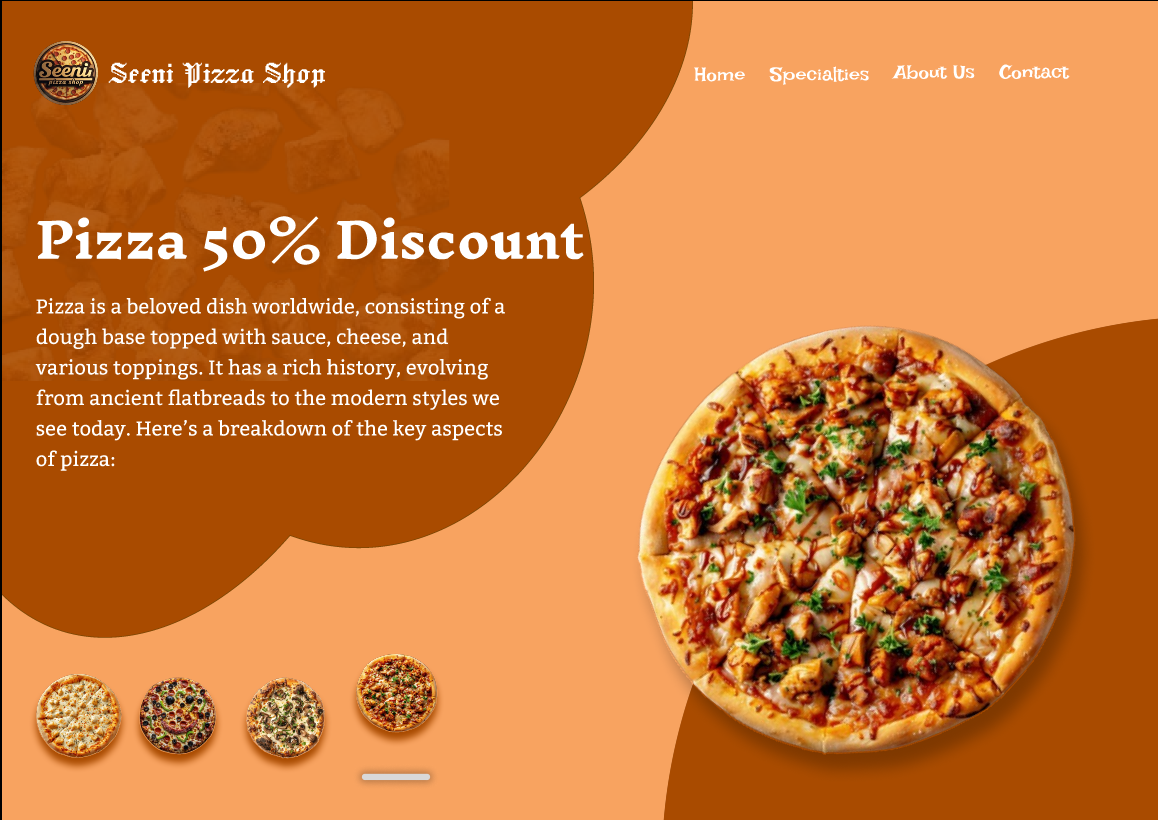 Seeni
pizza shop
Seeni Pizza Shop
Home Specialties About Us Contact
Pizza 50% Discount
Pizza is a beloved dish worldwide, consisting of a
dough base topped with sauce, cheese, and
various toppings. It has a rich history, evolving
from ancient flatbreads to the modern styles we
see today. Here’s a breakdown of the key aspects
of pizza: